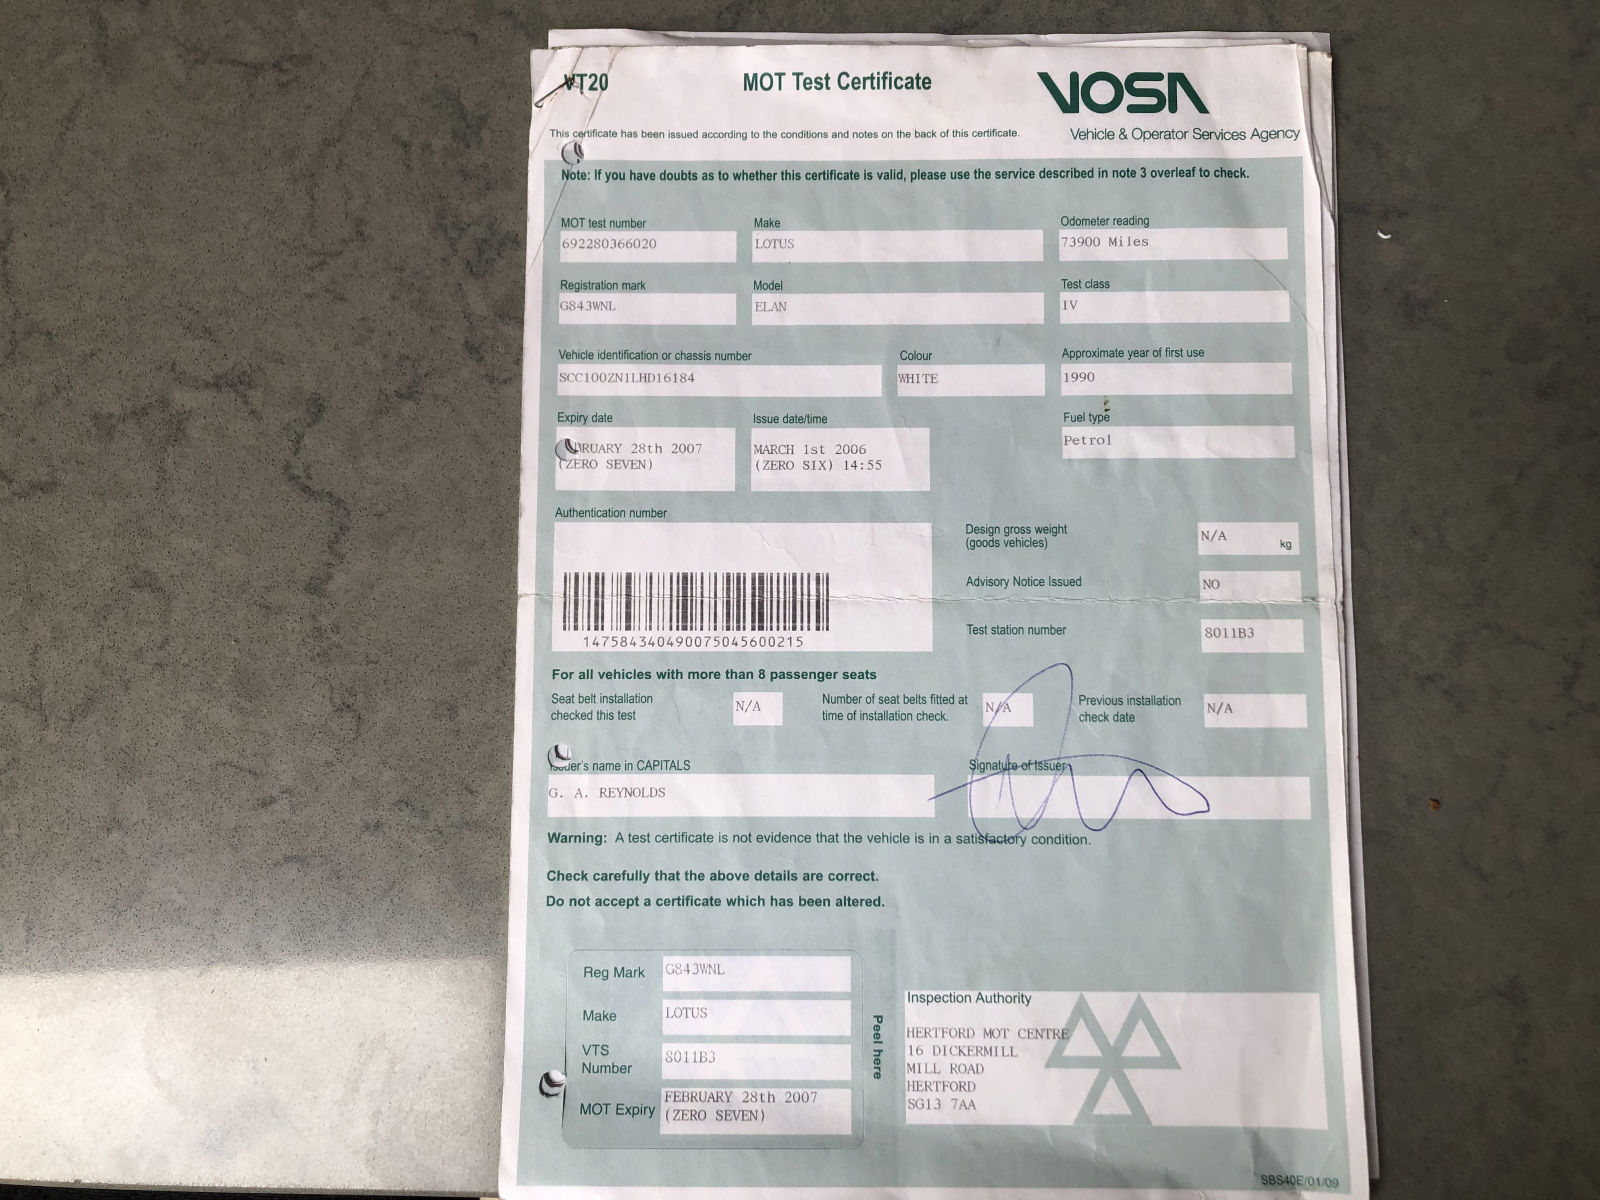 VT20
MOT Test Certificate
VOSA
This certificate has been issued according to the conditions and notes on the back of this certificate.
Vehicle & Operator Services Agency
Note: If you have doubts as to whether this certificate is valid, please use the service described in note 3 overleaf to check.
MOT test number
692280366020
Make
LOTUS
Odometer reading
73900 Miles
Registration mark
G843WNL
Model
ELAN
Test class
IV
Vehicle identification or chassis number
SCC100ZN1LHD16184
Colour
WHITE
Approximate year of first use
1990
Expiry date
28th 2007
(ZERO SEVEN)
Issue date/time
MARCH 1st 2006
(ZERO SIX) 14:55
Fuel type
Petrol
Authentication number
147584340490075045600215
Design gross weight
(goods vehicles)
N/A
kg
Advisory Notice Issued
NO
Test station number
8011B3
For all vehicles with more than 8 passenger seats
Seat belt installation
checked this test
N/A
Number of seat belts fitted at
time of installation check.
N/A
Previous installation
check date
N/A
name in CAPITALS
G. A. REYNOLDS
Signature of Issuer
Warning: A test certificate is not evidence that the vehicle is in a satisfactory condition.
Check carefully that the above details are correct.
Do not accept a certificate which has been altered.
Reg Mark
G843WNL
Make
LOTUS
VTS
Number
8011B3
MOT Expiry
FEBRUARY 28th 2007
(ZERO SEVEN)
Peel here
Inspection Authority
HERTFORD MOT CENTRE
16 DICKERMILL
MILL ROAD
HERTFORD
SG13 7AA
SBS40E/01/09